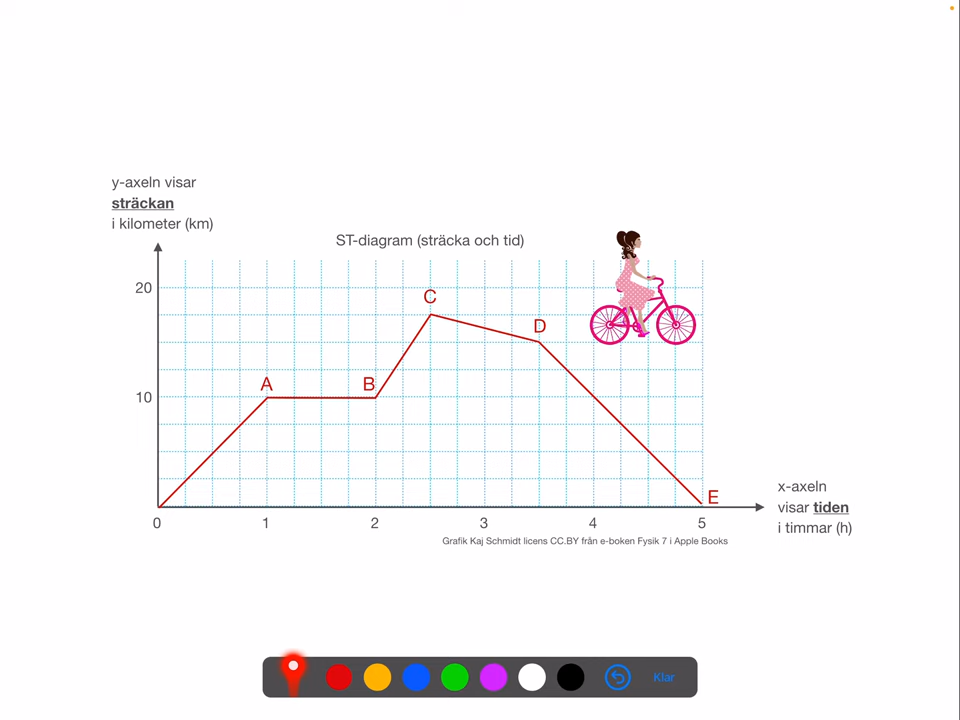 y-axeln visar
sträckan
i kilometer (km)
ST-diagram (sträcka och tid)
20
C
D
A
B
10
E
x-axeln
visar tiden
i timmar (h)
0
1
2
3
4
5
Grafik Kaj Schmidt licens CC.BY från e-boken Fysik 7 i Apple Books
Klar